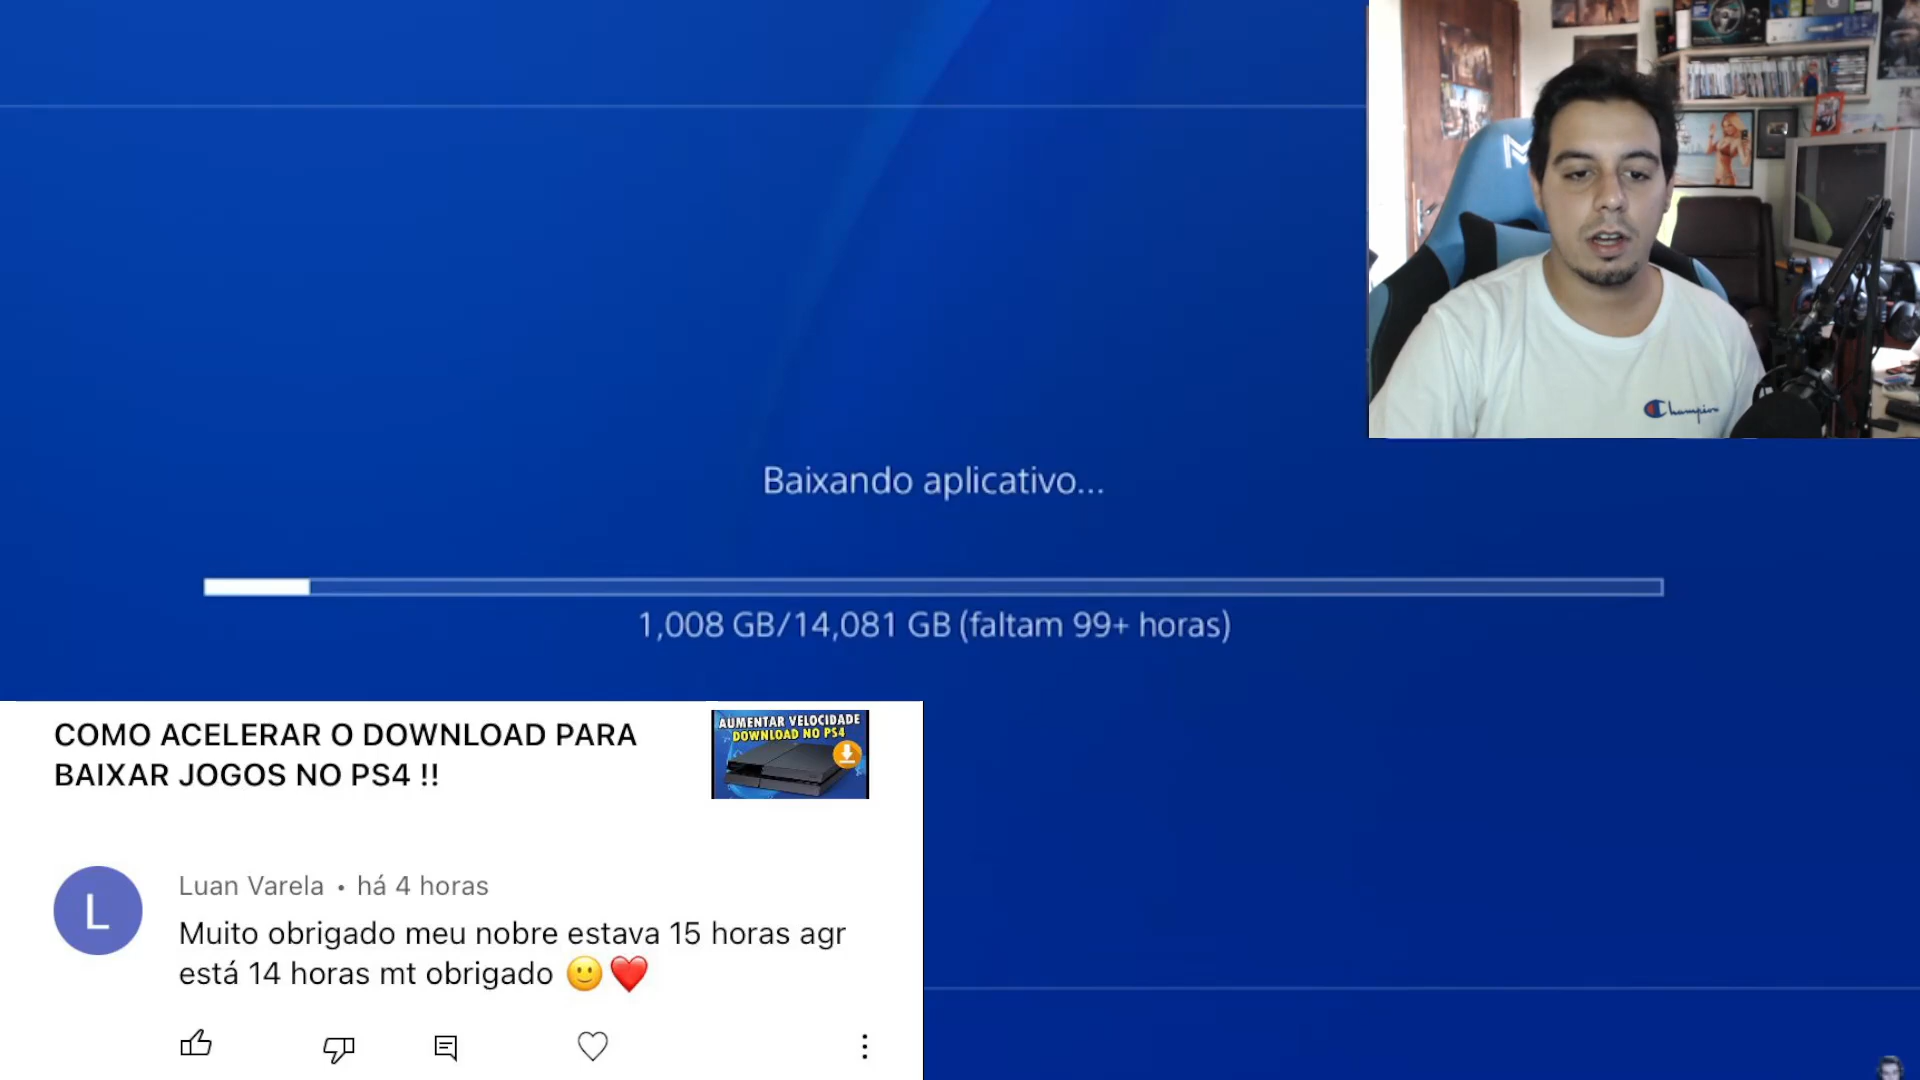 Champion
Baixando aplicativo...
1,008 GB/14,081 GB (faltam 99+ horas)
COMO ACELERAR O DOWNLOAD PARA
BAIXAR JOGOS NO PS4 !!
AUMENTAR VELOCIDADE
DOWNLOAD NO PS4
L
Luan Varela • há 4 horas
Muito obrigado meu nobre estava 15 horas agr
está 14 horas mt obrigado 🙂❤️